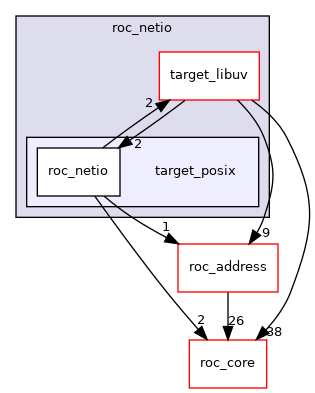 roc_netio
target_libuv
2
2
roc_netio
target_posix
1
9
roc_address
2
26
38
roc_core